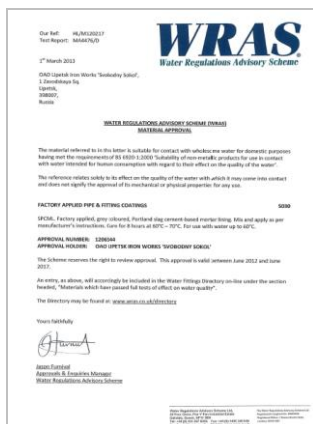 Our Ref: HL/M120217
Test Report: MAS476/D
WRAS
Water Regulations Advisory Scheme
1st March 2013
OAO Lipetsk Iron Works 'Svobodny Sokol',
1 Zavodskaya Sq.
Lipetsk,
398007,
Russia
WATER REGULATIONS ADVISORY SCHEME (WRAS)
MATERIAL APPROVAL
The material referred to in the letter is suitable for contact with wholesome water for domestic purposes
having met the requirements of BS 6920-1:2000 'Suitability of non-metallic products for use in contact
with water intended for human consumption with regard to their effect on the quality of the water'.
The reference relates solely to its effect on the quality of the water with which it may come into contact
and does not signify the approval of its mechanical or physical properties for any use.
FACTORY APPLIED PIPE & FITTING COATINGS 5030
Factory applied, grey coloured, Portland slag cement-based mortar lining. Mix and apply as per
manufacturer's instructions. Cure for 8 hours at 60°C – 70°C. For use with water up to 60°C.
APPROVAL NUMBER: 1206544
APPROVAL HOLDER: OAO LIPETSK IRON WORKS 'SVOBODNY SOKOL'
The Scheme reserves the right to review approval. This approval is valid between June 2012 and June
2017.
An entry, as above, will accordingly be included in the Water Fittings Directory on-line under the section
headed, "Materials which have passed full tests of effect on water quality".
The Directory may be found at: www.wras.co.uk/directory
Yours faithfully
Jason Furnival
Approvals & Enquiries Manager
Water Regulations Advisory Scheme
Water Regulations Advisory Scheme Ltd.